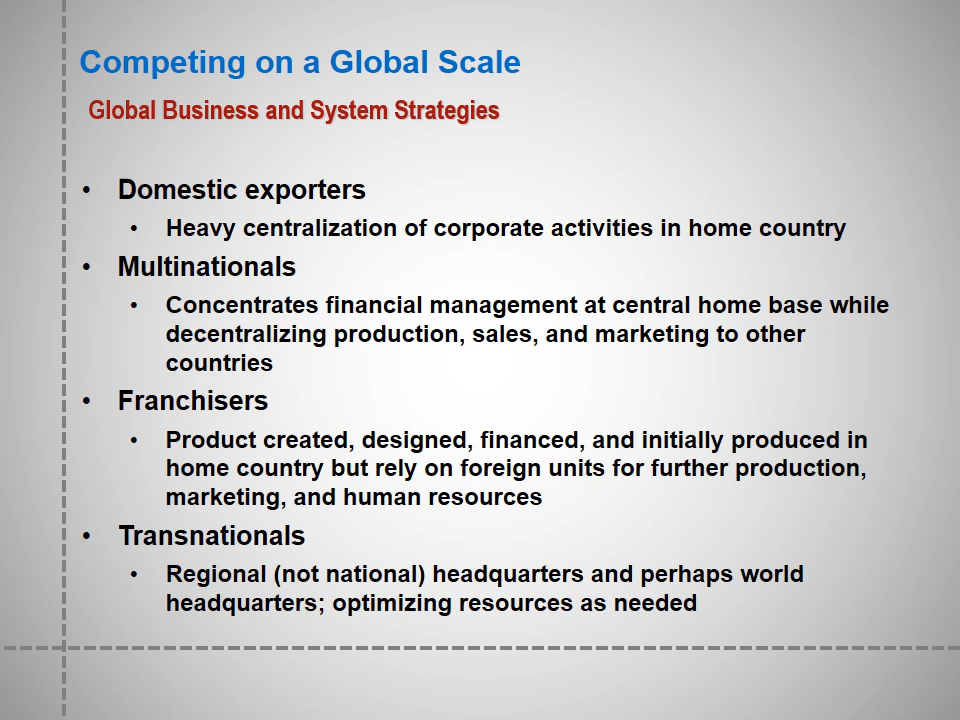 Competing on a Global Scale
Global Business and System Strategies
• Domestic exporters
• Heavy centralization of corporate activities in home country
• Multinationals
• Concentrates financial management at central home base while
decentralizing production, sales, and marketing to other
countries
• Franchisers
• Product created, designed, financed, and initially produced in
home country but rely on foreign units for further production,
marketing, and human resources
• Transnationals
• Regional (not national) headquarters and perhaps world
headquarters; optimizing resources as needed